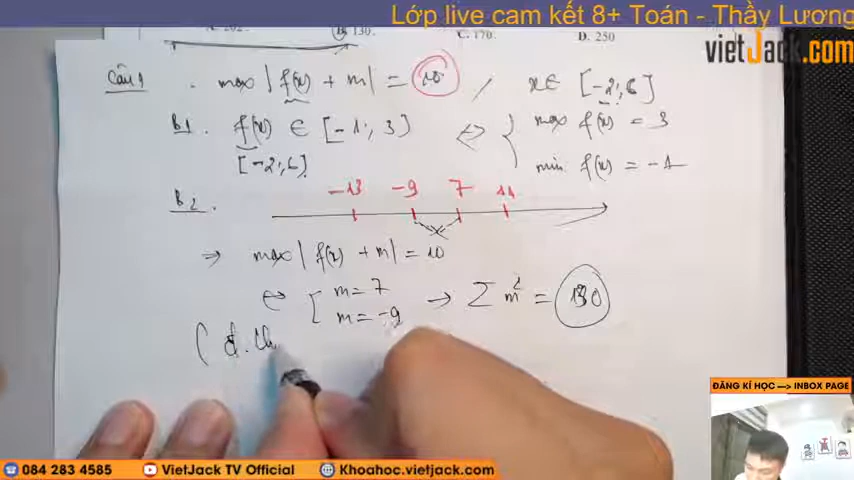 Lớp live cam kết 8+ Toán - Thầy Lương
A. 202. B. 130. C. 170. D. 250
vietJack.com
Câu 1 . max |f(x) + m| = 10 / x ∈ [-2; 6]
B1. f(x) ∈ [-1; 3] ⇔ { max f(x) = 3
[-2; 6] min f(x) = -1
B2. -13 -9 7 11
⇒ max |f(x) + m| = 10
⇔ [ m = 7 → Σ m² = 130
m = -9
(
ĐĂNG KÍ HỌC ---> INBOX PAGE
084 283 4585 VietJack TV Official Khoahoc.vietjack.com